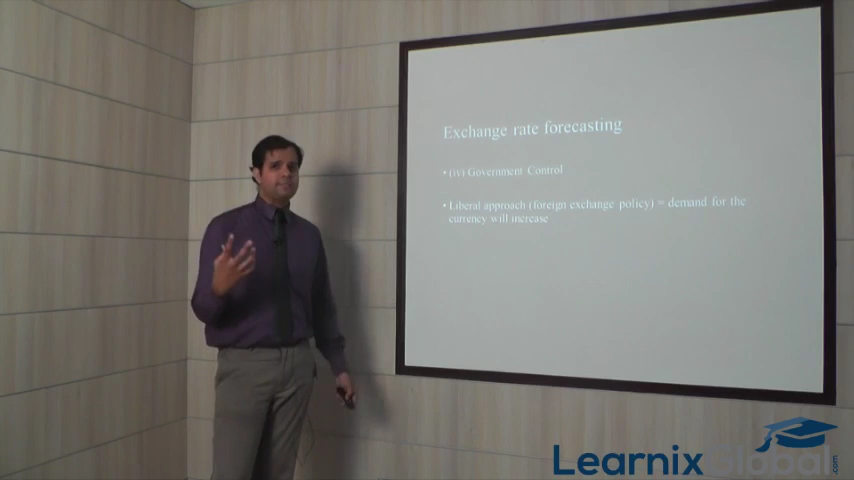 Exchange rate forecasting
• (iv) Government Control
• Liberal approach (foreign exchange policy) = demand for the
currency will increase
Learnix Global.com